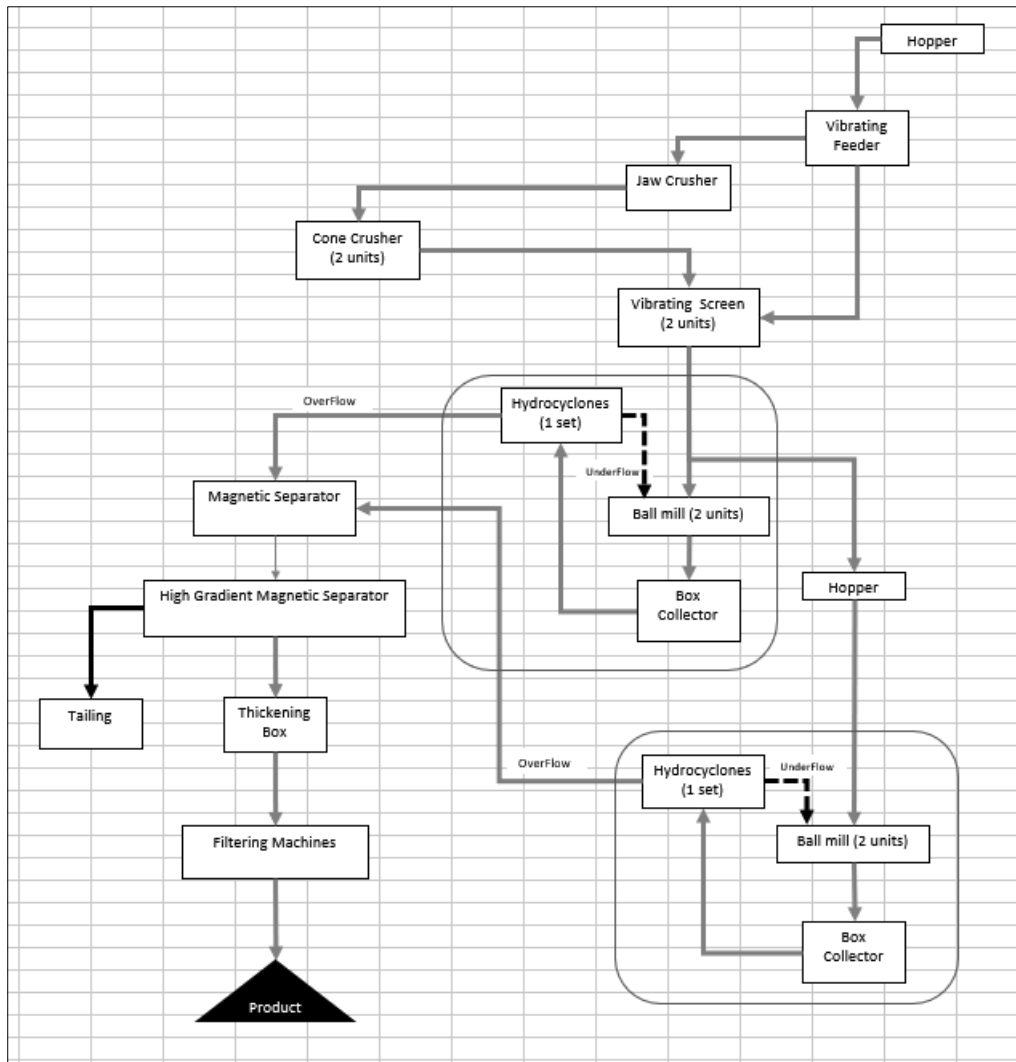 Hopper
Vibrating
Feeder
Jaw Crusher
Cone Crusher
(2 units)
Vibrating Screen
(2 units)
OverFlow
Hydrocyclones
(1 set)
UnderFlow
Magnetic Separator
Ball mill (2 units)
High Gradient Magnetic Separator
Box
Collector
Hopper
Tailing
Thickening
Box
OverFlow
Hydrocyclones
(1 set)
UnderFlow
Filtering Machines
Ball mill (2 units)
Box
Collector
Product